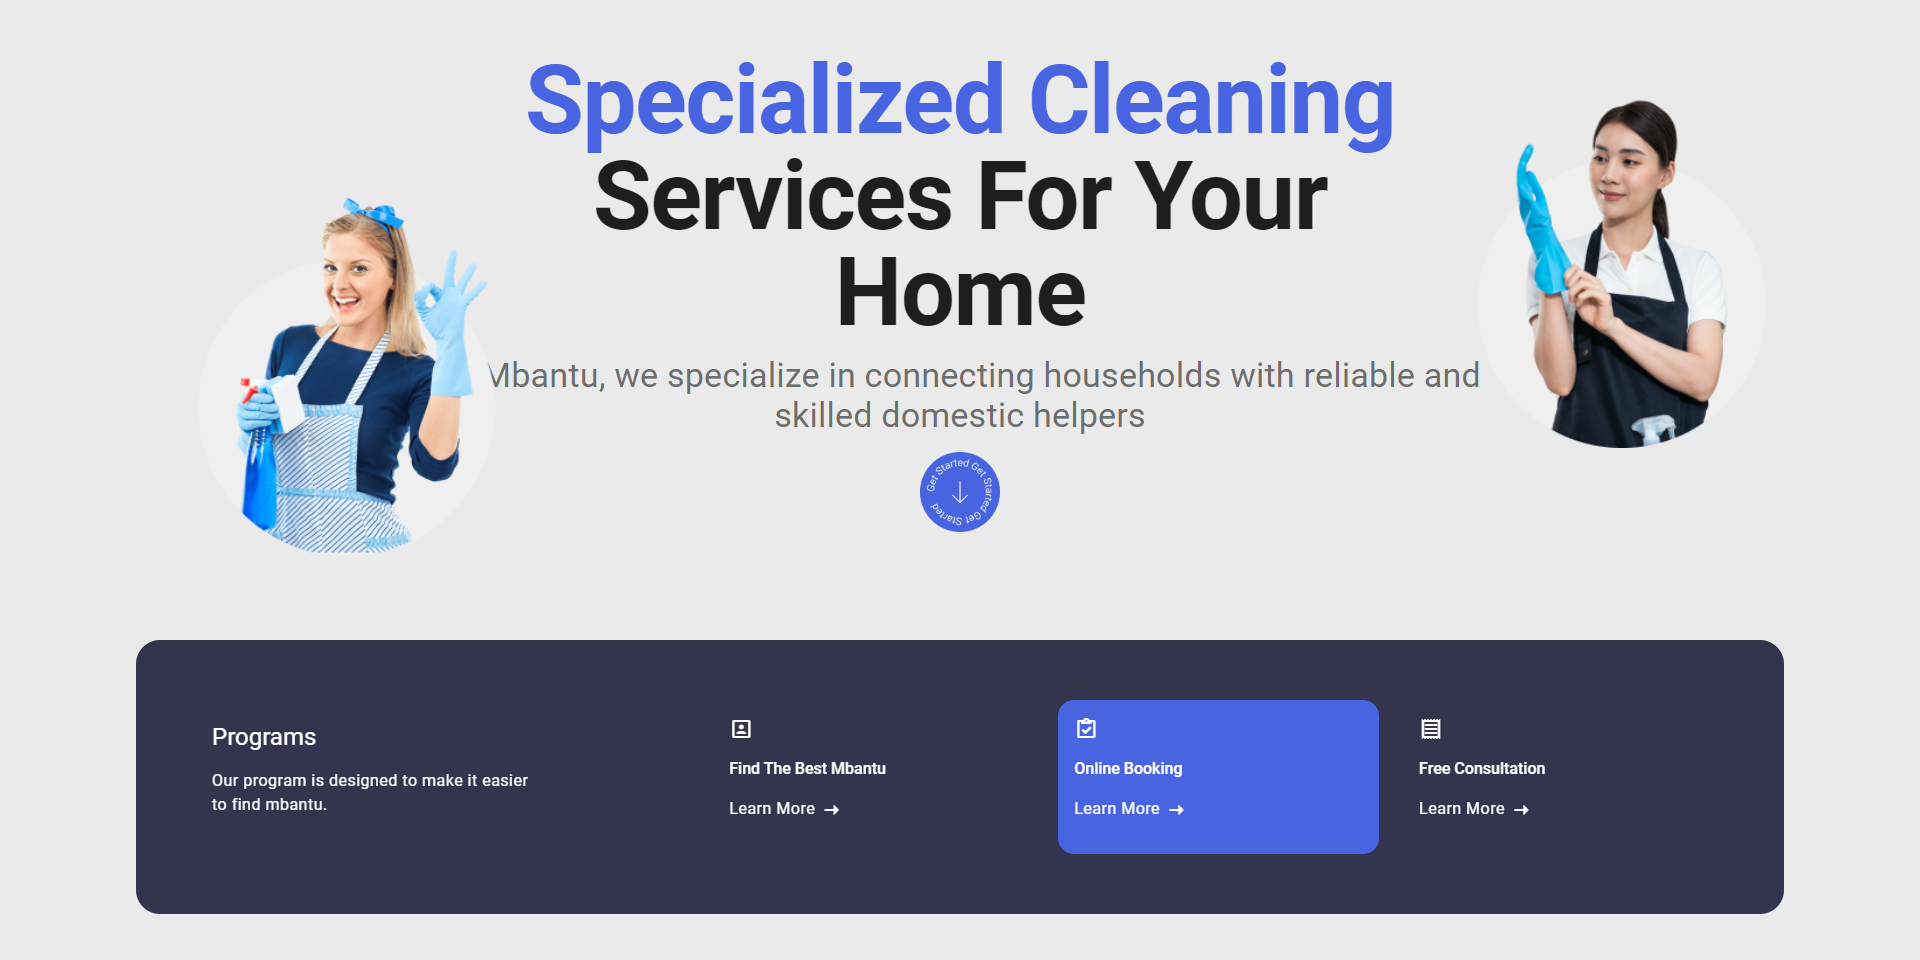 Specialized Cleaning
Services For Your
Home
Mbantu, we specialize in connecting households with reliable and
skilled domestic helpers
Get Started Get Started Get Started
Programs
Our program is designed to make it easier
to find mbantu.
Find The Best Mbantu
Learn More
Online Booking
Learn More
Free Consultation
Learn More